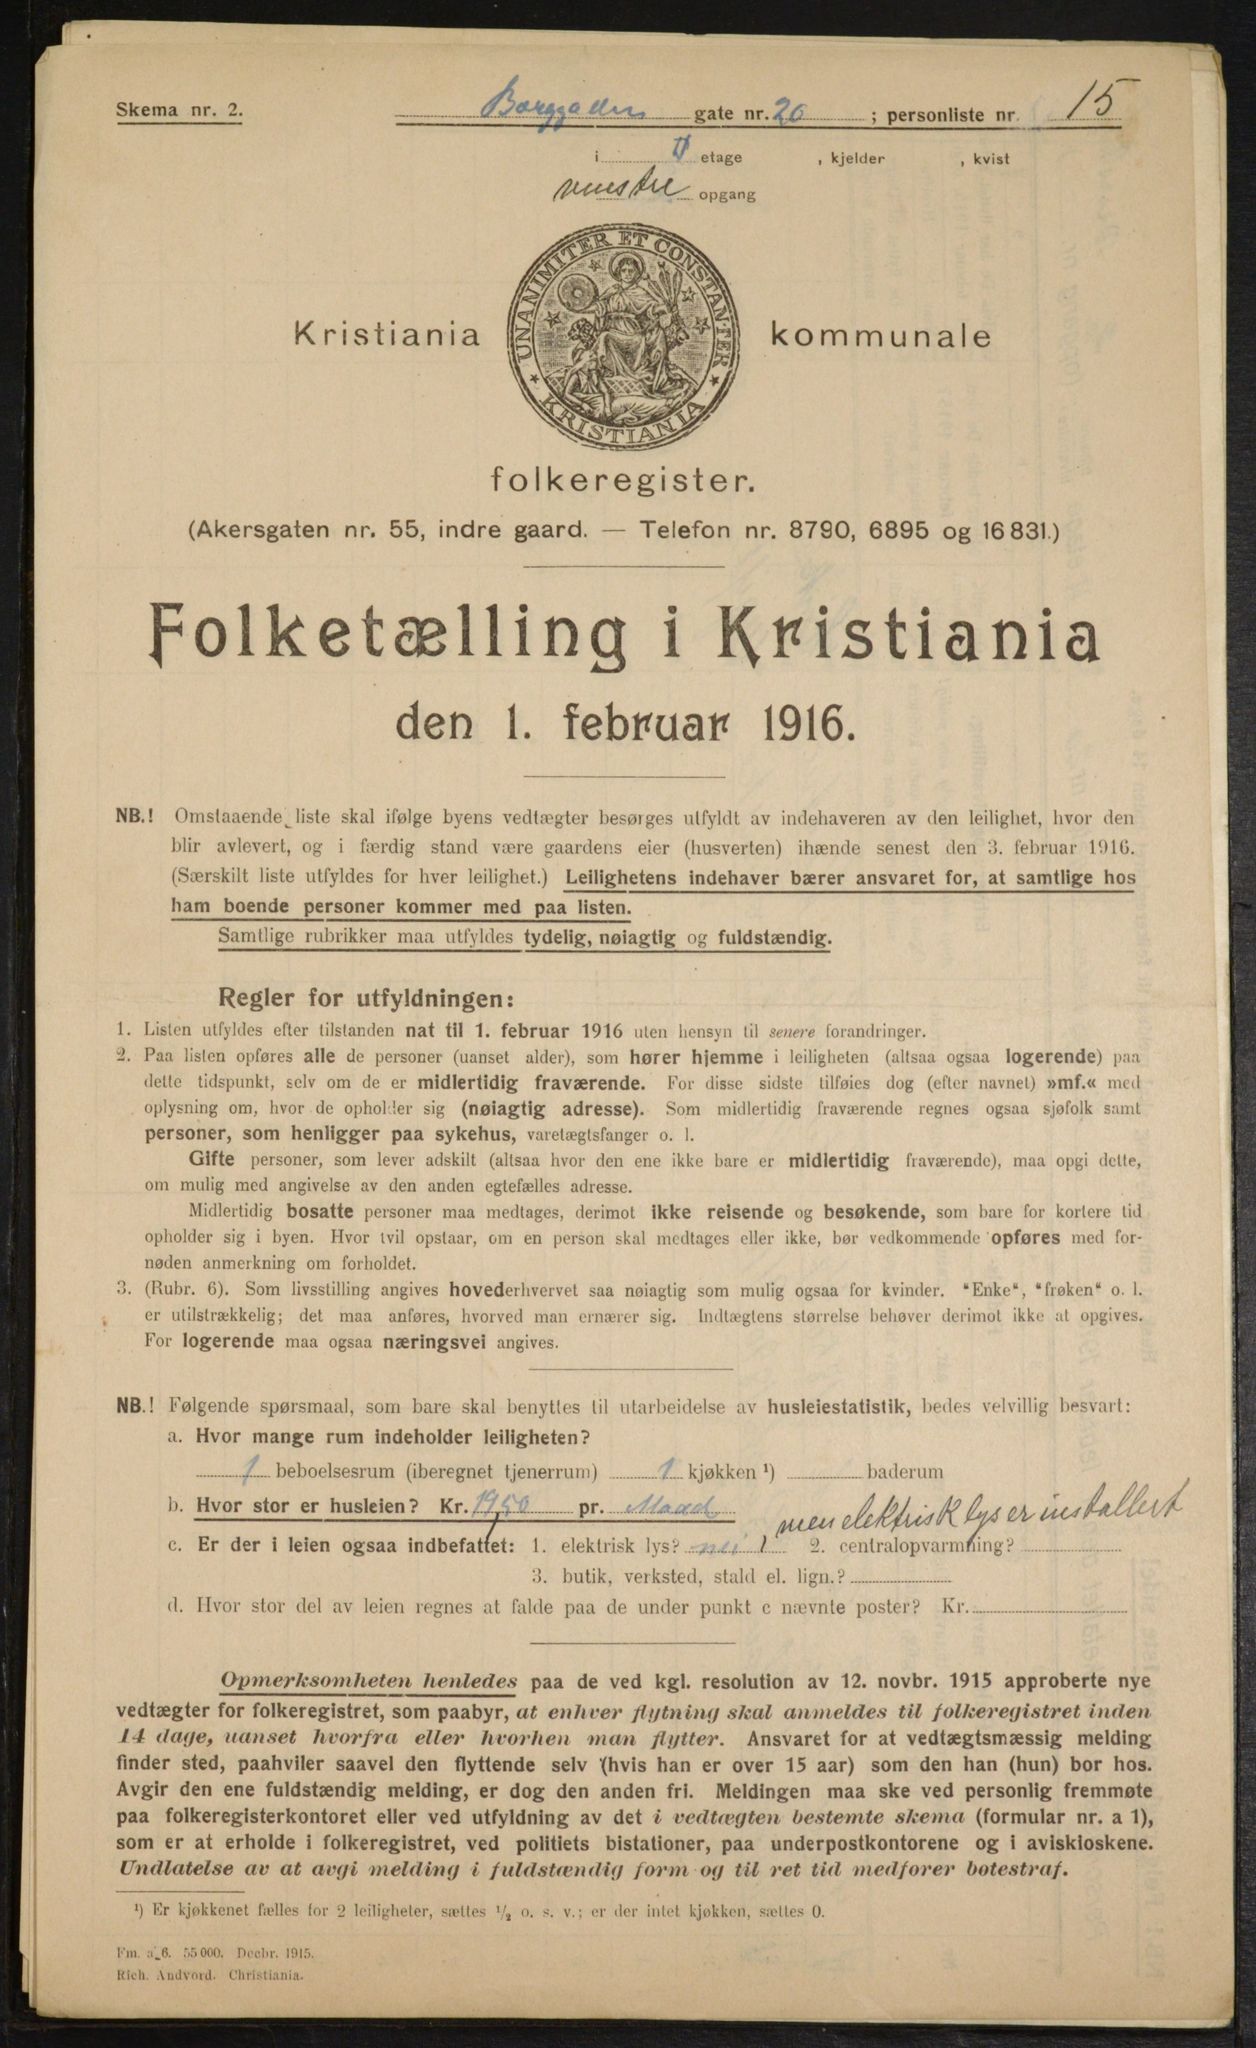 Skema nr. 2.
Borggaden gate nr. 20 ; personliste nr. 15
i etage , kjelder , kvist
venstre opgang
UNANIMITER ET CONSTANTER
KRISTIANIA
Kristiania kommunale
folkeregister.
(Akersgaten nr. 55, indre gaard. — Telefon nr. 8790, 6895 og 16 831.)
Folketælling i Kristiania
den 1. februar 1916.
NB.! Omstaaende liste skal ifølge byens vedtægter besørges utfyldt av indehaveren av den leilighet, hvor den
blir avlevert, og i færdig stand være gaardens eier (husverten) ihænde senest den 3. februar 1916.
(Særskilt liste utfyldes for hver leilighet.) Leilighetens indehaver bærer ansvaret for, at samtlige hos
ham boende personer kommer med paa listen.
Samtlige rubrikker maa utfyldes tydelig, nøiagtig og fuldstændig.
Regler for utfyldningen:
1. Listen utfyldes efter tilstanden nat til 1. februar 1916 uten hensyn til senere forandringer.
2. Paa listen opføres alle de personer (uanset alder), som hører hjemme i leiligheten (altsaa ogsaa logerende) paa
dette tidspunkt, selv om de er midlertidig fraværende. For disse sidste tilføies dog (efter navnet) »mf.« med
oplysning om, hvor de opholder sig (nøiagtig adresse). Som midlertidig fraværende regnes ogsaa sjøfolk samt
personer, som henligger paa sykehus, varetægtsfanger o. l.
Gifte personer, som lever adskilt (altsaa hvor den ene ikke bare er midlertidig fraværende), maa opgi dette,
om mulig med angivelse av den anden egtefælles adresse.
Midlertidig bosatte personer maa medtages, derimot ikke reisende og besøkende, som bare for kortere tid
opholder sig i byen. Hvor tvil opstaar, om en person skal medtages eller ikke, bør vedkommende opføres med for-
nøden anmerkning om forholdet.
3. (Rubr. 6). Som livsstilling angives hovederhvervet saa nøiagtig som mulig ogsaa for kvinder. "Enke", "frøken" o. l.
er utilstrækkelig; det maa anføres, hvorved man ernærer sig. Indtægtens størrelse behøver derimot ikke at opgives.
For logerende maa ogsaa næringsvei angives.
NB.! Følgende spørsmaal, som bare skal benyttes til utarbeidelse av husleiestatistik, bedes velvillig besvart:
a. Hvor mange rum indeholder leiligheten?
1 beboelsesrum (iberegnet tjenerrum) 1 kjøkken ¹) baderum
b. Hvor stor er husleien? Kr. 1950 pr. Maad
men elektrisk lys er installert
c. Er der i leien ogsaa indbefattet: 1. elektrisk lys? nei, 2. centralopvarmning?
3. butik, verksted, stald el. lign.?
d. Hvor stor del av leien regnes at falde paa de under punkt c nævnte poster? Kr.
Opmerksomheten henledes paa de ved kgl. resolution av 12. novbr. 1915 approberte nye
vedtægter for folkeregistret, som paabyr, at enhver flytning skal anmeldes til folkeregistret inden
14 dage, uanset hvorfra eller hvorhen man flytter. Ansvaret for at vedtægtsmæssig melding
finder sted, paahviler saavel den flyttende selv (hvis han er over 15 aar) som den han (hun) bor hos.
Avgir den ene fuldstændig melding, er dog den anden fri. Meldingen maa ske ved personlig fremmøte
paa folkeregisterkontoret eller ved utfyldning av det i vedtægten bestemte skema (formular nr. a 1),
som er at erholde i folkeregistret, ved politiets bistationer, paa underpostkontorene og i aviskioskene.
Undlatelse av at avgi melding i fuldstændig form og til ret tid medfører bøtestraf.
¹) Er kjøkkenet fælles for 2 leiligheter, sættes ½ o. s. v.; er der intet kjøkken, sættes 0.
Fm. a_6. 55 000. Decbr. 1915.
Rich. Andvord. Christiania.